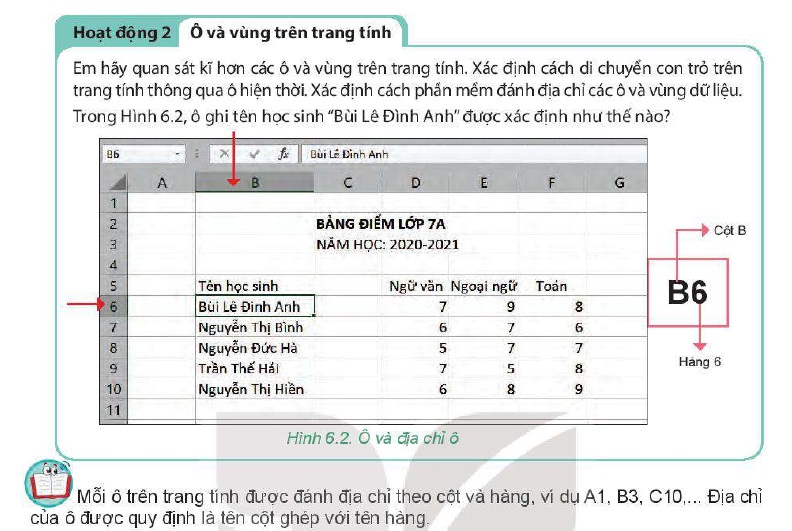 Hoạt động 2 Ô và vùng trên trang tính
Em hãy quan sát kĩ hơn các ô và vùng trên trang tính. Xác định cách di chuyển con trỏ trên
trang tính thông qua ô hiện thời. Xác định cách phần mềm đánh địa chỉ các ô và vùng dữ liệu.
Trong Hình 6.2, ô ghi tên học sinh "Bùi Lê Đình Anh" được xác định như thế nào?
B6 fx Bùi Lê Đình Anh
A B C D E F G
1
2 BẢNG ĐIỂM LỚP 7A
3 NĂM HỌC: 2020-2021
4
5 Tên học sinh Ngữ văn Ngoại ngữ Toán
6 Bùi Lê Đình Anh 7 9 8
7 Nguyễn Thị Bình 6 7 6
8 Nguyễn Đức Hà 5 7 7
9 Trần Thế Hải 7 5 8
10 Nguyễn Thị Hiền 6 8 9
11
Cột B
B6
Hàng 6
Hình 6.2. Ô và địa chỉ ô
Mỗi ô trên trang tính được đánh địa chỉ theo cột và hàng, ví dụ A1, B3, C10,... Địa chỉ
của ô được quy định là tên cột ghép với tên hàng.